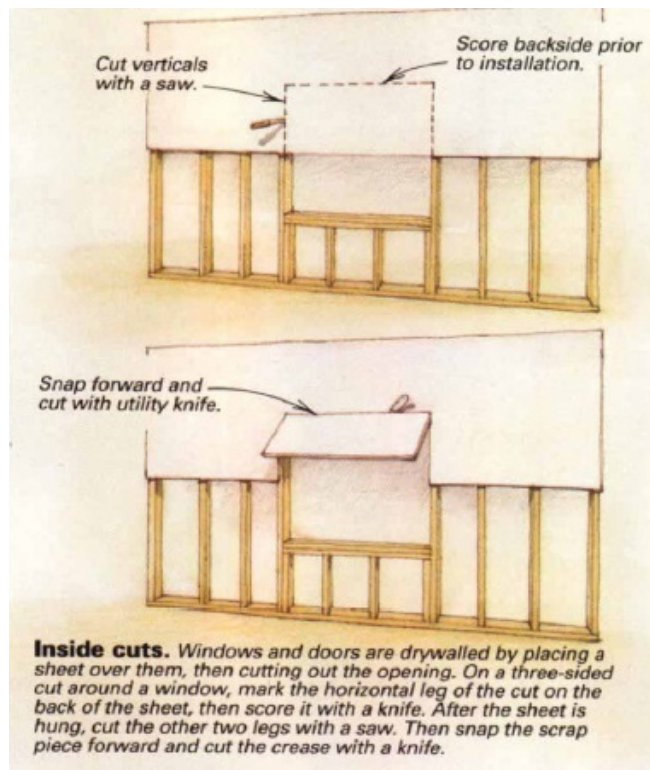 Cut verticals
with a saw.
Score backside prior
to installation.
Snap forward and
cut with utility knife.
Inside cuts. Windows and doors are drywalled by placing a
sheet over them, then cutting out the opening. On a three-sided
cut around a window, mark the horizontal leg of the cut on the
back of the sheet, then score it with a knife. After the sheet is
hung, cut the other two legs with a saw. Then snap the scrap
piece forward and cut the crease with a knife.